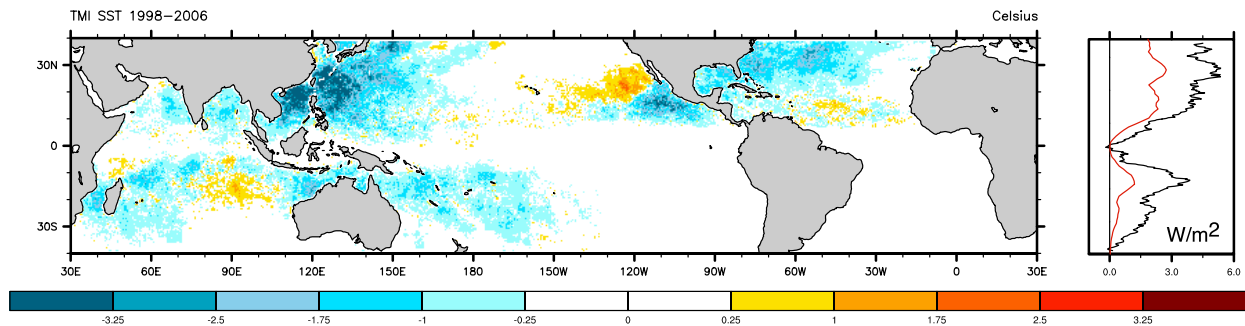 TMI SST 1998-2006 Celsius
30N
0
30S
W/m2
30E 60E 90E 120E 150E 180E 150W 120W 90W 60W 30W 0 30E
0.0 3.0 6.0
-3.25 -2.5 -1.75 -1 -0.25 0 0.25 1 1.75 2.5 3.25